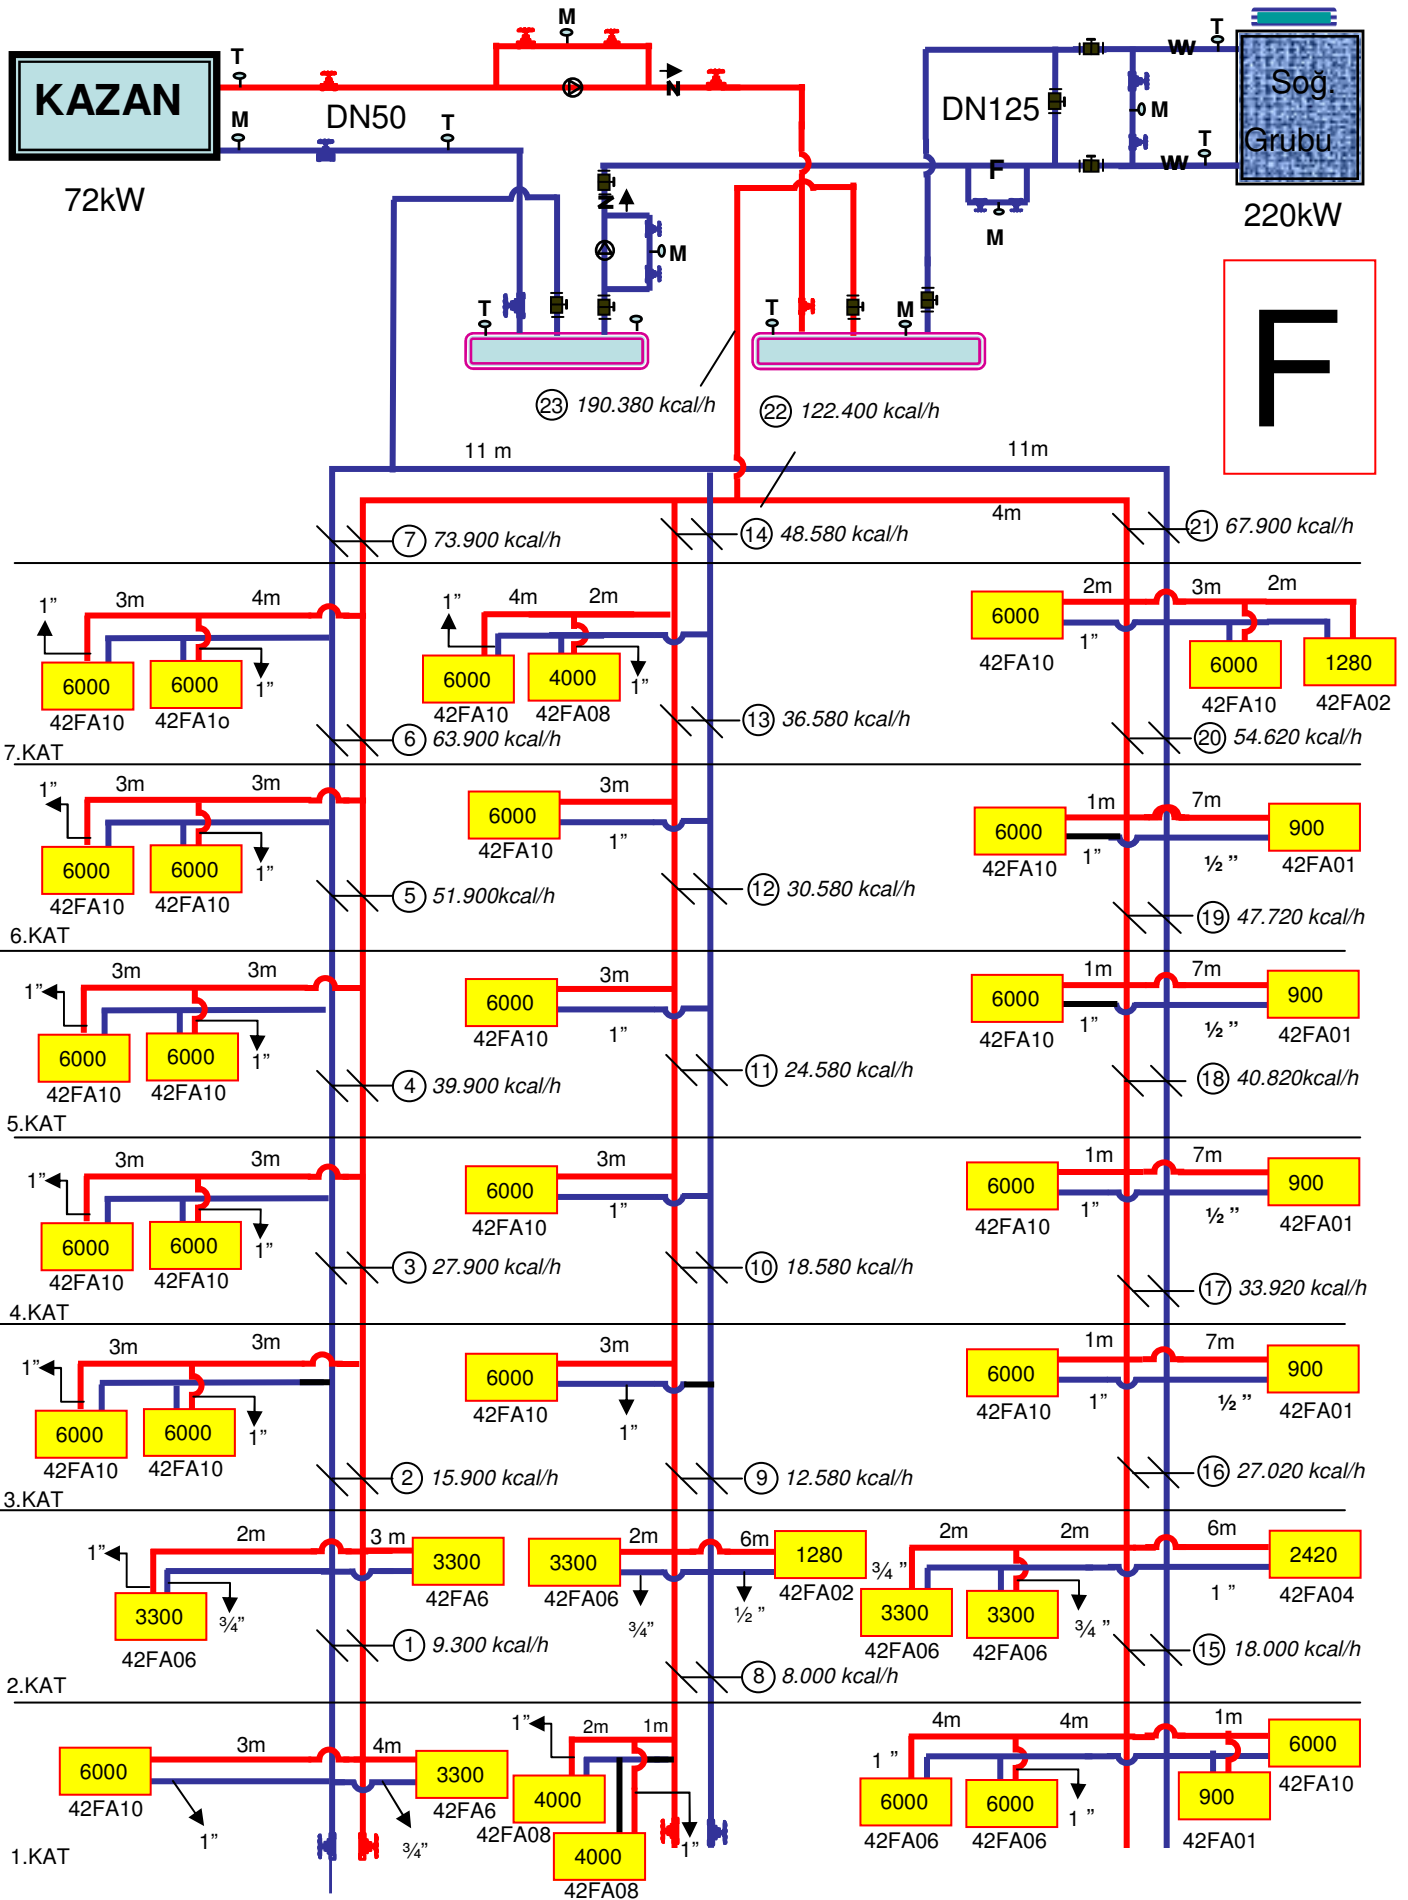 M
T
T
KAZAN
Soğ.
M
T
DN50
N
DN125
M
T
Grubu
F
72kW
N
220kW
M
M
T
T
M
F
23 190.380 kcal/h
22 122.400 kcal/h
11 m
11m
4m
7 73.900 kcal/h
14 48.580 kcal/h
21 67.900 kcal/h
1” 3m 4m
1” 4m 2m
2m 3m 2m
6000
1”
6000 6000 1”
6000 4000 1”
42FA10
6000 1280
42FA10 42FA1o
42FA10 42FA08
42FA10 42FA02
6 63.900 kcal/h
13 36.580 kcal/h
20 54.620 kcal/h
7.KAT
1” 3m 3m
3m
1m 7m
6000
6000 900
6000 6000 1”
42FA10 1”
42FA10 1” ½ ” 42FA01
42FA10 42FA10
5 51.900kcal/h
12 30.580 kcal/h
19 47.720 kcal/h
6.KAT
1” 3m 3m
3m
1m 7m
6000
6000 900
6000 6000 1”
42FA10 1”
42FA10 1” ½ ” 42FA01
42FA10 42FA10
4 39.900 kcal/h
11 24.580 kcal/h
18 40.820kcal/h
5.KAT
1” 3m 3m
3m
1m 7m
6000
6000 900
6000 6000 1”
42FA10 1”
42FA10 1” ½ ” 42FA01
42FA10 42FA10
3 27.900 kcal/h
10 18.580 kcal/h
17 33.920 kcal/h
4.KAT
1” 3m 3m
3m
1m 7m
6000
6000 900
6000 6000 1”
42FA10 1”
42FA10 1” ½ ” 42FA01
42FA10 42FA10
2 15.900 kcal/h
9 12.580 kcal/h
16 27.020 kcal/h
3.KAT
1” 2m 3 m
2m 6m
2m 2m 6m
3300
3300 1280
¾ ” 2420
42FA6
42FA06 42FA02
1 ” 42FA04
3300 ¾”
¾” ½ ”
3300 3300 ¾ ”
42FA06
42FA06 42FA06
1 9.300 kcal/h
8 8.000 kcal/h
15 18.000 kcal/h
2.KAT
3m 4m
1” 2m 1m
4m 4m 1m
6000 3300
4000
1 ” 6000
42FA10 42FA6
42FA08
42FA10
6000 6000 1 ” 900
1” ¾”
4000 1”
42FA06 42FA06 42FA01
42FA08
1.KAT